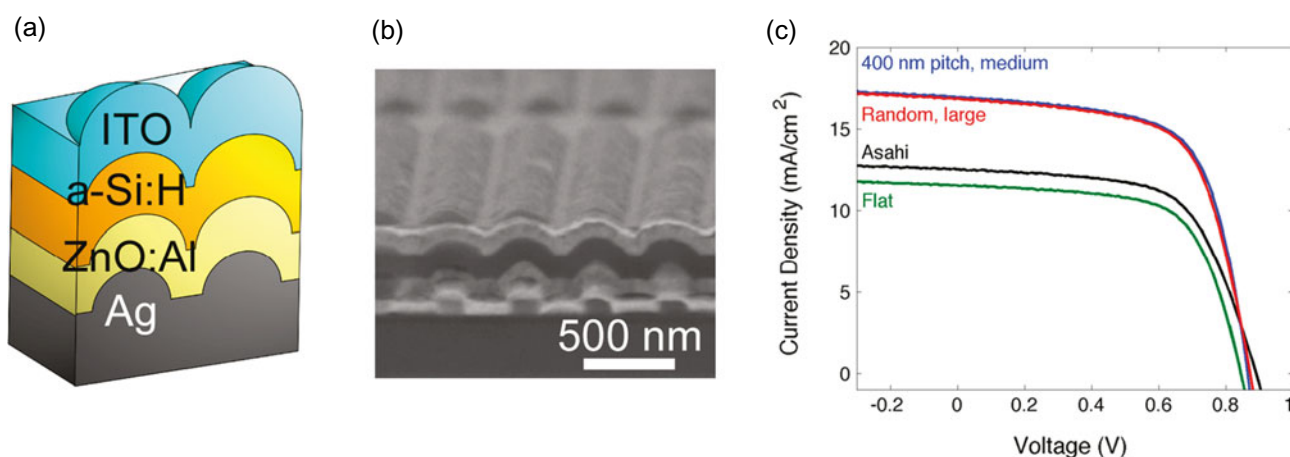 (a)
ITO
a-Si:H
ZnO:Al
Ag
(b)
500 nm
(c)
20
15
10
5
0
Current Density (mA/cm²)
400 nm pitch, medium
Random, large
Asahi
Flat
-0.2 0 0.2 0.4 0.6 0.8 1
Voltage (V)